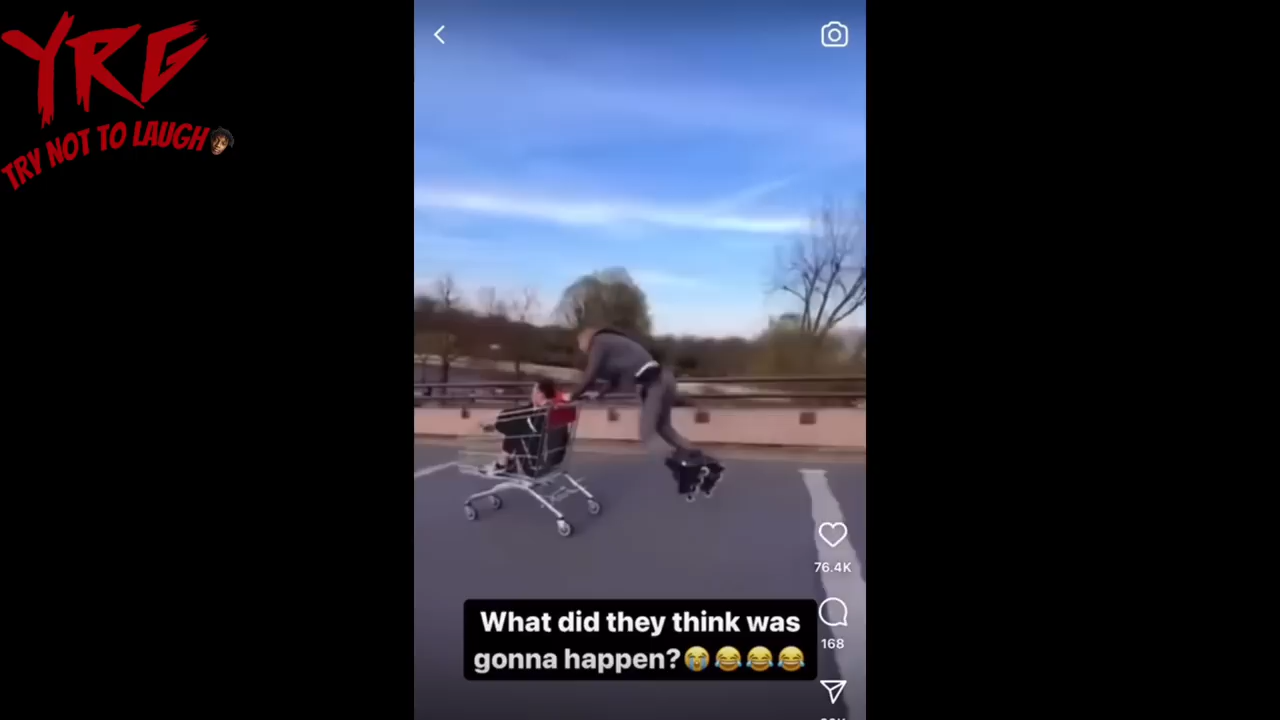 YRG
TRY NOT TO LAUGH
76.4K
What did they think was
gonna happen?😭😂😂😂
168